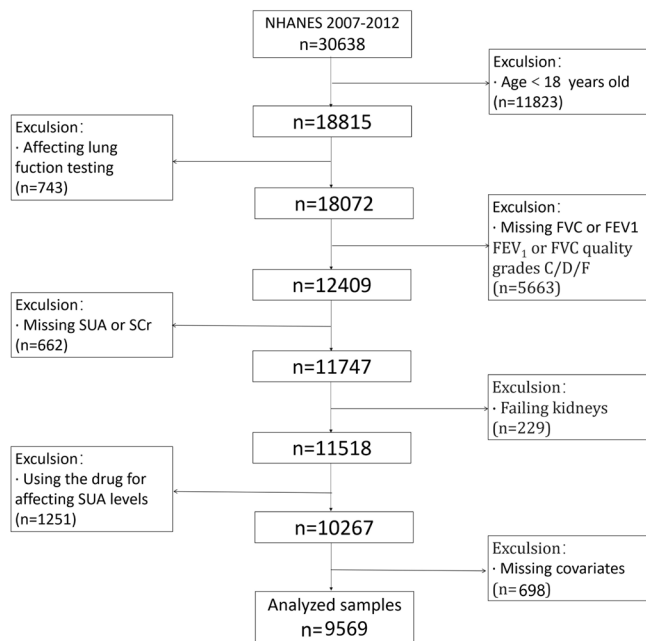 NHANES 2007-2012
n=30638
Exculsion：
· Age < 18 years old
(n=11823)
n=18815
Exculsion：
· Affecting lung
fuction testing
(n=743)
n=18072
Exculsion：
· Missing FVC or FEV1
FEV₁ or FVC quality
grades C/D/F
(n=5663)
n=12409
Exculsion：
· Missing SUA or SCr
(n=662)
n=11747
Exculsion：
· Failing kidneys
(n=229)
n=11518
Exculsion：
· Using the drug for
affecting SUA levels
(n=1251)
n=10267
Exculsion：
· Missing covariates
(n=698)
Analyzed samples
n=9569